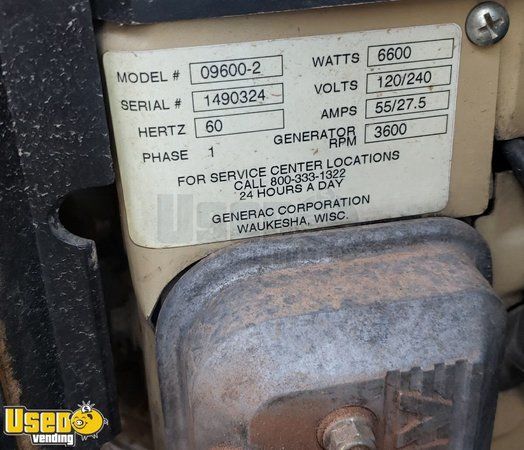 MODEL # 09600-2 WATTS 6600
SERIAL # 1490324 VOLTS 120/240
HERTZ 60 AMPS 55/27.5
PHASE 1 GENERATOR RPM 3600
FOR SERVICE CENTER LOCATIONS
CALL 800-333-1322
24 HOURS A DAY
GENERAC CORPORATION
WAUKESHA, WISC.
USED
vending